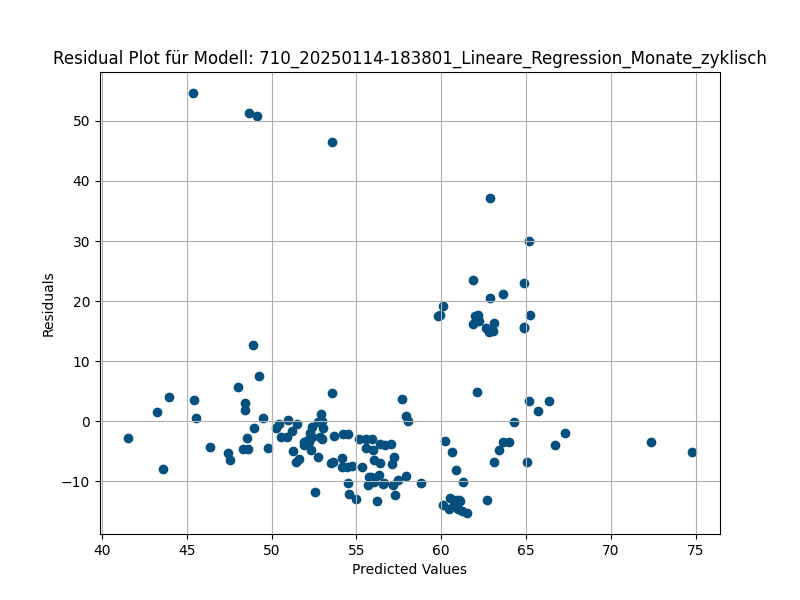 Residual Plot für Modell: 710_20250114-183801_Lineare_Regression_Monate_zyklisch
50
40
30
20
10
0
−10
Residuals
40 45 50 55 60 65 70 75
Predicted Values